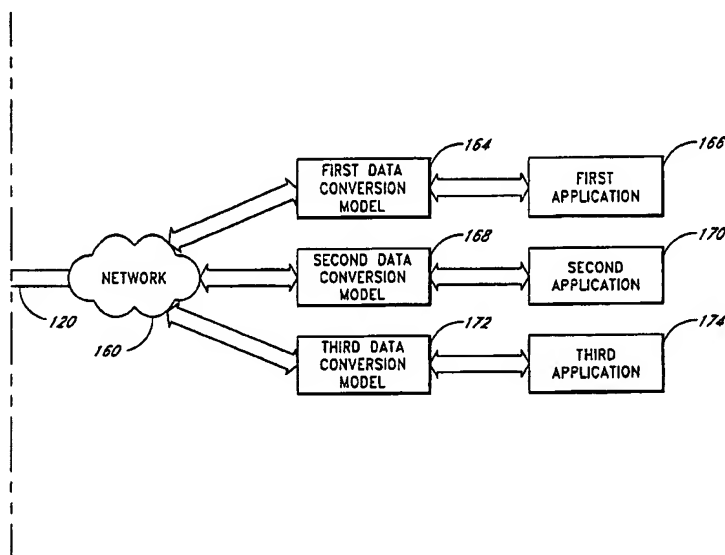 164
166
FIRST DATA
CONVERSION
MODEL
FIRST
APPLICATION
168
170
NETWORK
SECOND DATA
CONVERSION
MODEL
SECOND
APPLICATION
120
160
172
174
THIRD DATA
CONVERSION
MODEL
THIRD
APPLICATION